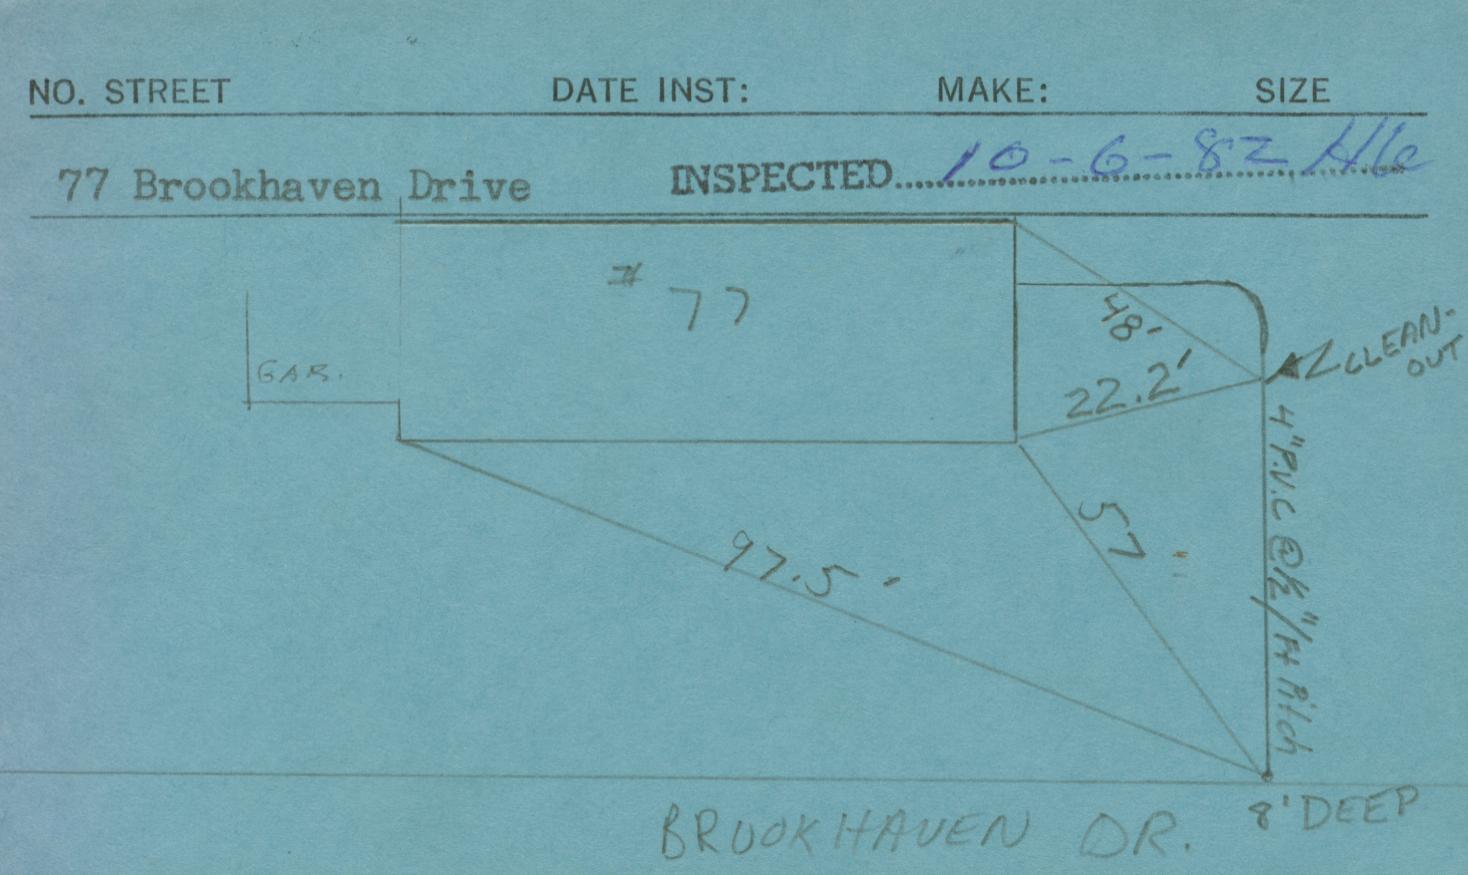 NO. STREET DATE INST: MAKE: SIZE
77 Brookhaven Drive INSPECTED 10-6-82
# 77
GAR.
48'
22.2'
CLEAN-
OUT
4" P.V.C @ 1/2"/Ft Pitch
57'
97.5'
8' DEEP
BROOKHAVEN DR.